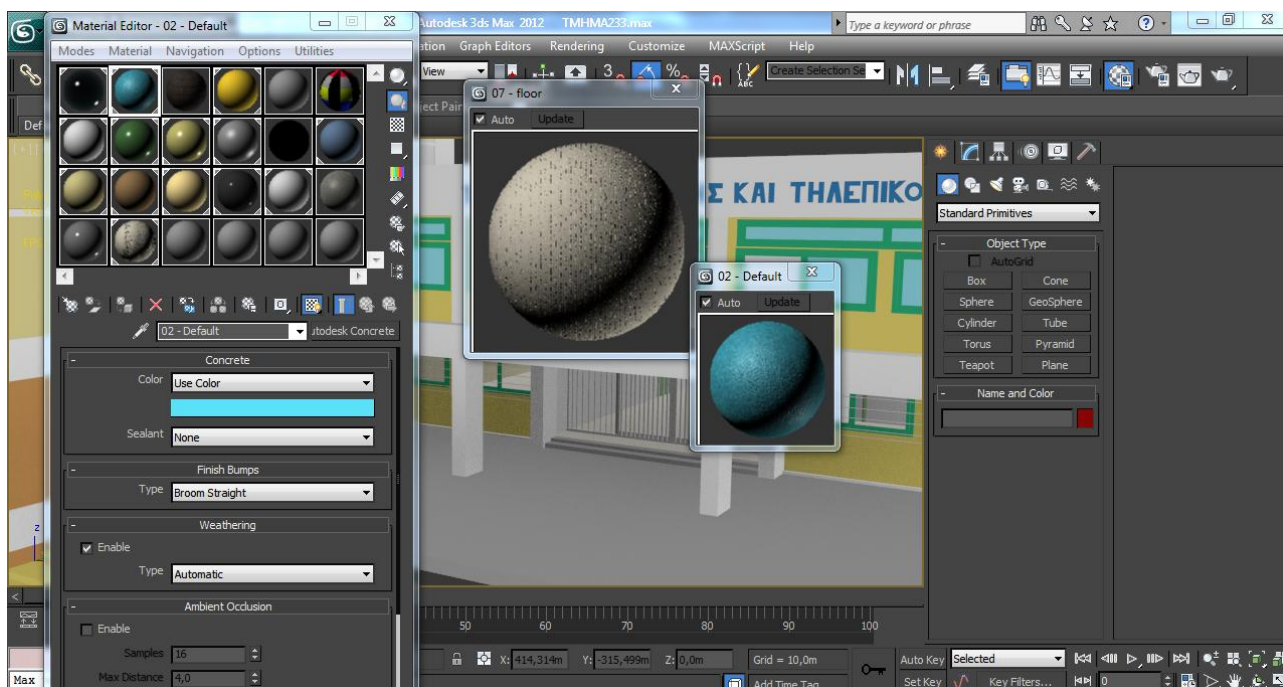 Material Editor - 02 - Default
Autodesk 3ds Max 2012 TMHMA233.max
Type a keyword or phrase
Modes Material Navigation Options Utilities
Graph Editors Rendering Customize MAXScript Help
View
Create Selection Se
ABC
07 - floor
Auto Update
Σ ΚΑΙ ΤΗΛΕΠΙΚΟ
Standard Primitives
Object Type
AutoGrid
Box Cone
Sphere GeoSphere
Cylinder Tube
Torus Pyramid
Teapot Plane
Name and Color
02 - Default
Auto Update
02 - Default
utodesk Concrete
Concrete
Color Use Color
Sealant None
Finish Bumps
Type Broom Straight
Weathering
Enable
Type Automatic
Ambient Occlusion
Enable
Samples 16
Max Distance 4,0
50 60 70 80 90 100
X: 414,314m Y: -315,499m Z: 0,0m Grid = 10,0m
Auto Key Selected
Add Time Tag
Set Key Key Filters... 0
Max
z